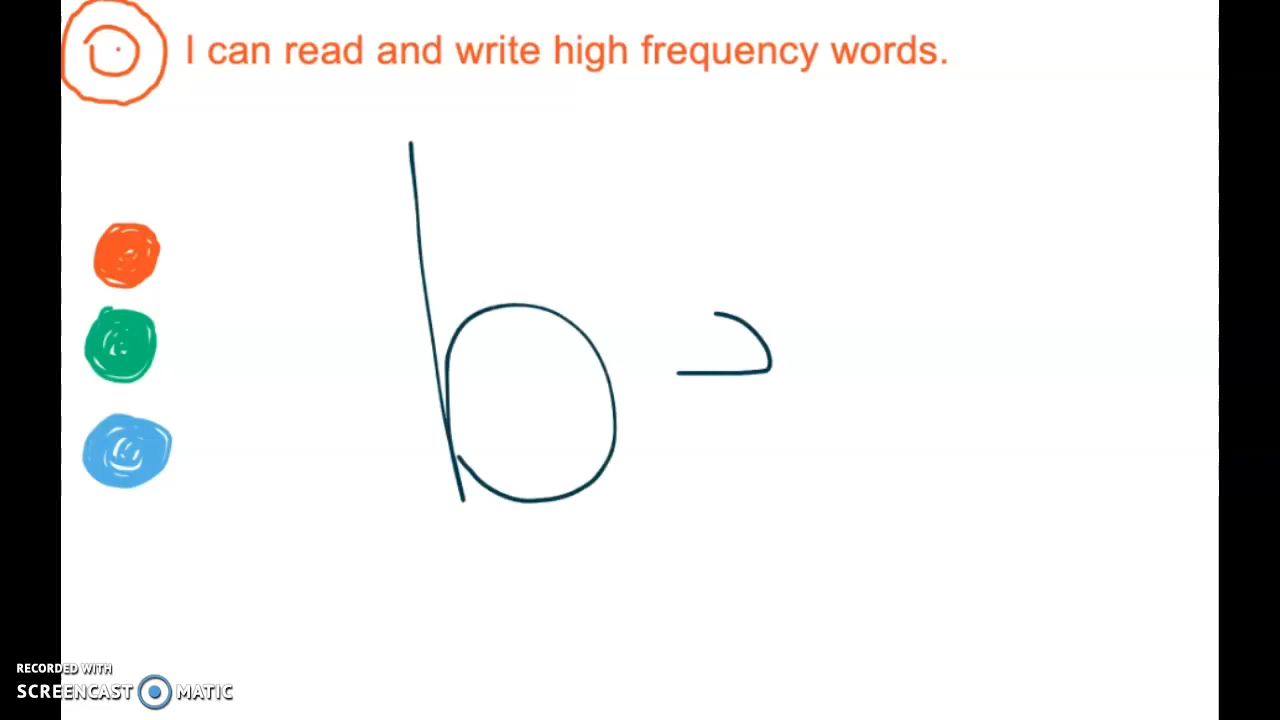 I can read and write high frequency words.
b
RECORDED WITH
SCREENCAST MATIC